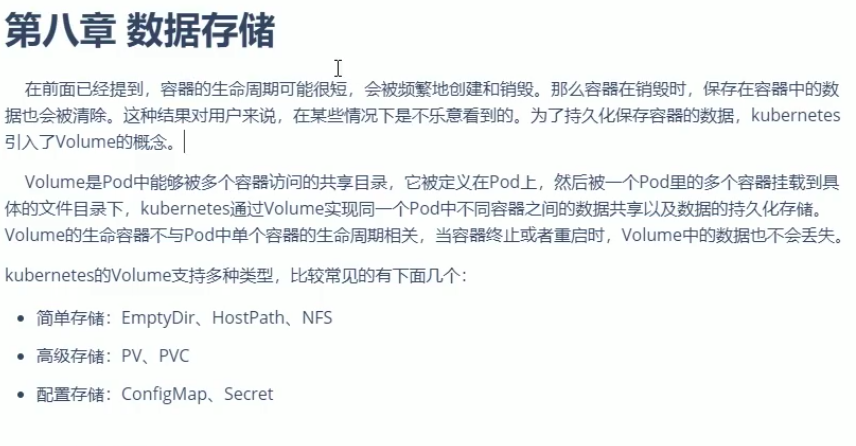 第八章 数据存储
在前面已经提到，容器的生命周期可能很短，会被频繁地创建和销毁。那么容器在销毁时，保存在容器中的数
据也会被清除。这种结果对用户来说，在某些情况下是不乐意看到的。为了持久化保存容器的数据，kubernetes
引入了Volume的概念。
Volume是Pod中能够被多个容器访问的共享目录，它被定义在Pod上，然后被一个Pod里的多个容器挂载到具
体的文件目录下，kubernetes通过Volume实现同一个Pod中不同容器之间的数据共享以及数据的持久化存储。
Volume的生命容器不与Pod中单个容器的生命周期相关，当容器终止或者重启时，Volume中的数据也不会丢失。
kubernetes的Volume支持多种类型，比较常见的有下面几个：
• 简单存储：EmptyDir、HostPath、NFS
• 高级存储：PV、PVC
• 配置存储：ConfigMap、Secret